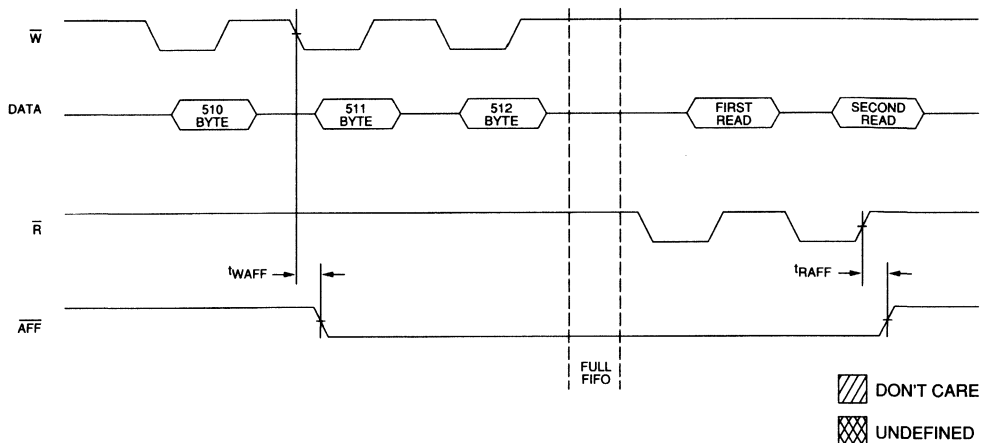 W
DATA
510
BYTE
511
BYTE
512
BYTE
FIRST
READ
SECOND
READ
R
tWAFF
tRAFF
AFF
FULL
FIFO
DON'T CARE
UNDEFINED